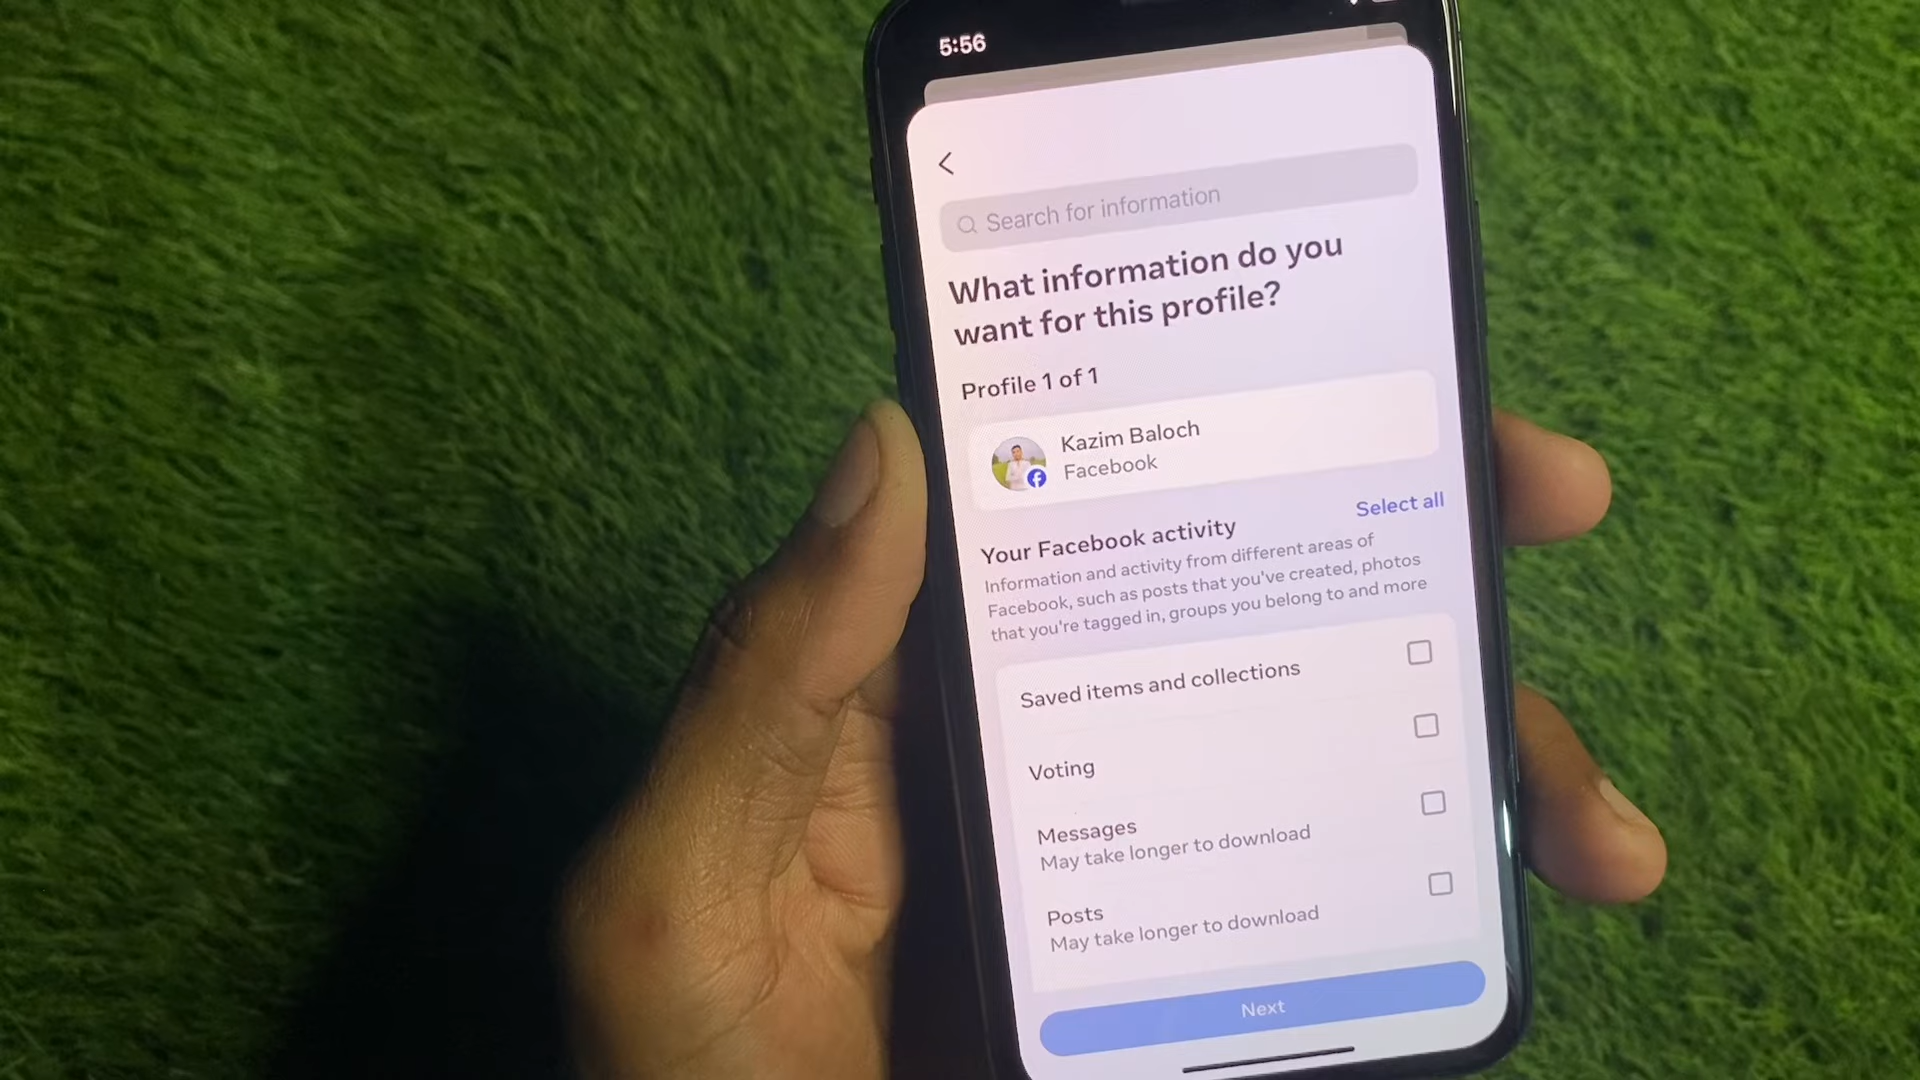 5:56
Search for information
What information do you
want for this profile?
Profile 1 of 1
Kazim Baloch
Facebook
Your Facebook activity
Select all
Information and activity from different areas of
Facebook, such as posts that you've created, photos
that you're tagged in, groups you belong to and more
Saved items and collections
Voting
Messages
May take longer to download
Posts
May take longer to download
Next